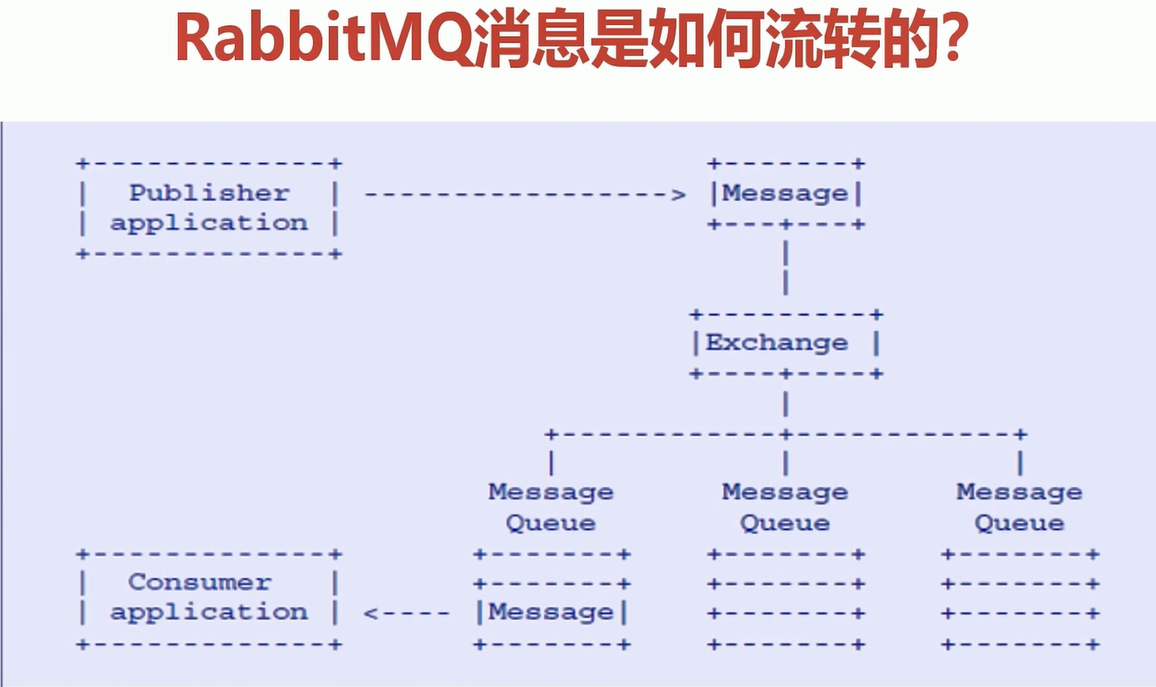 RabbitMQ消息是如何流转的?
+-------------+ +-------+
| Publisher | -----------------> |Message|
| application | +---+---+
+-------------+ |
|
+---------+
|Exchange |
+----+----+
|
+------------+------------+
| | |
Message Message Message
Queue Queue Queue
+-------------+ +-------+ +-------+ +-------+
| Consumer | +-------+ +-------+ +-------+
| application | <---- |Message| +-------+ +-------+
+-------------+ +-------+ +-------+ +-------+